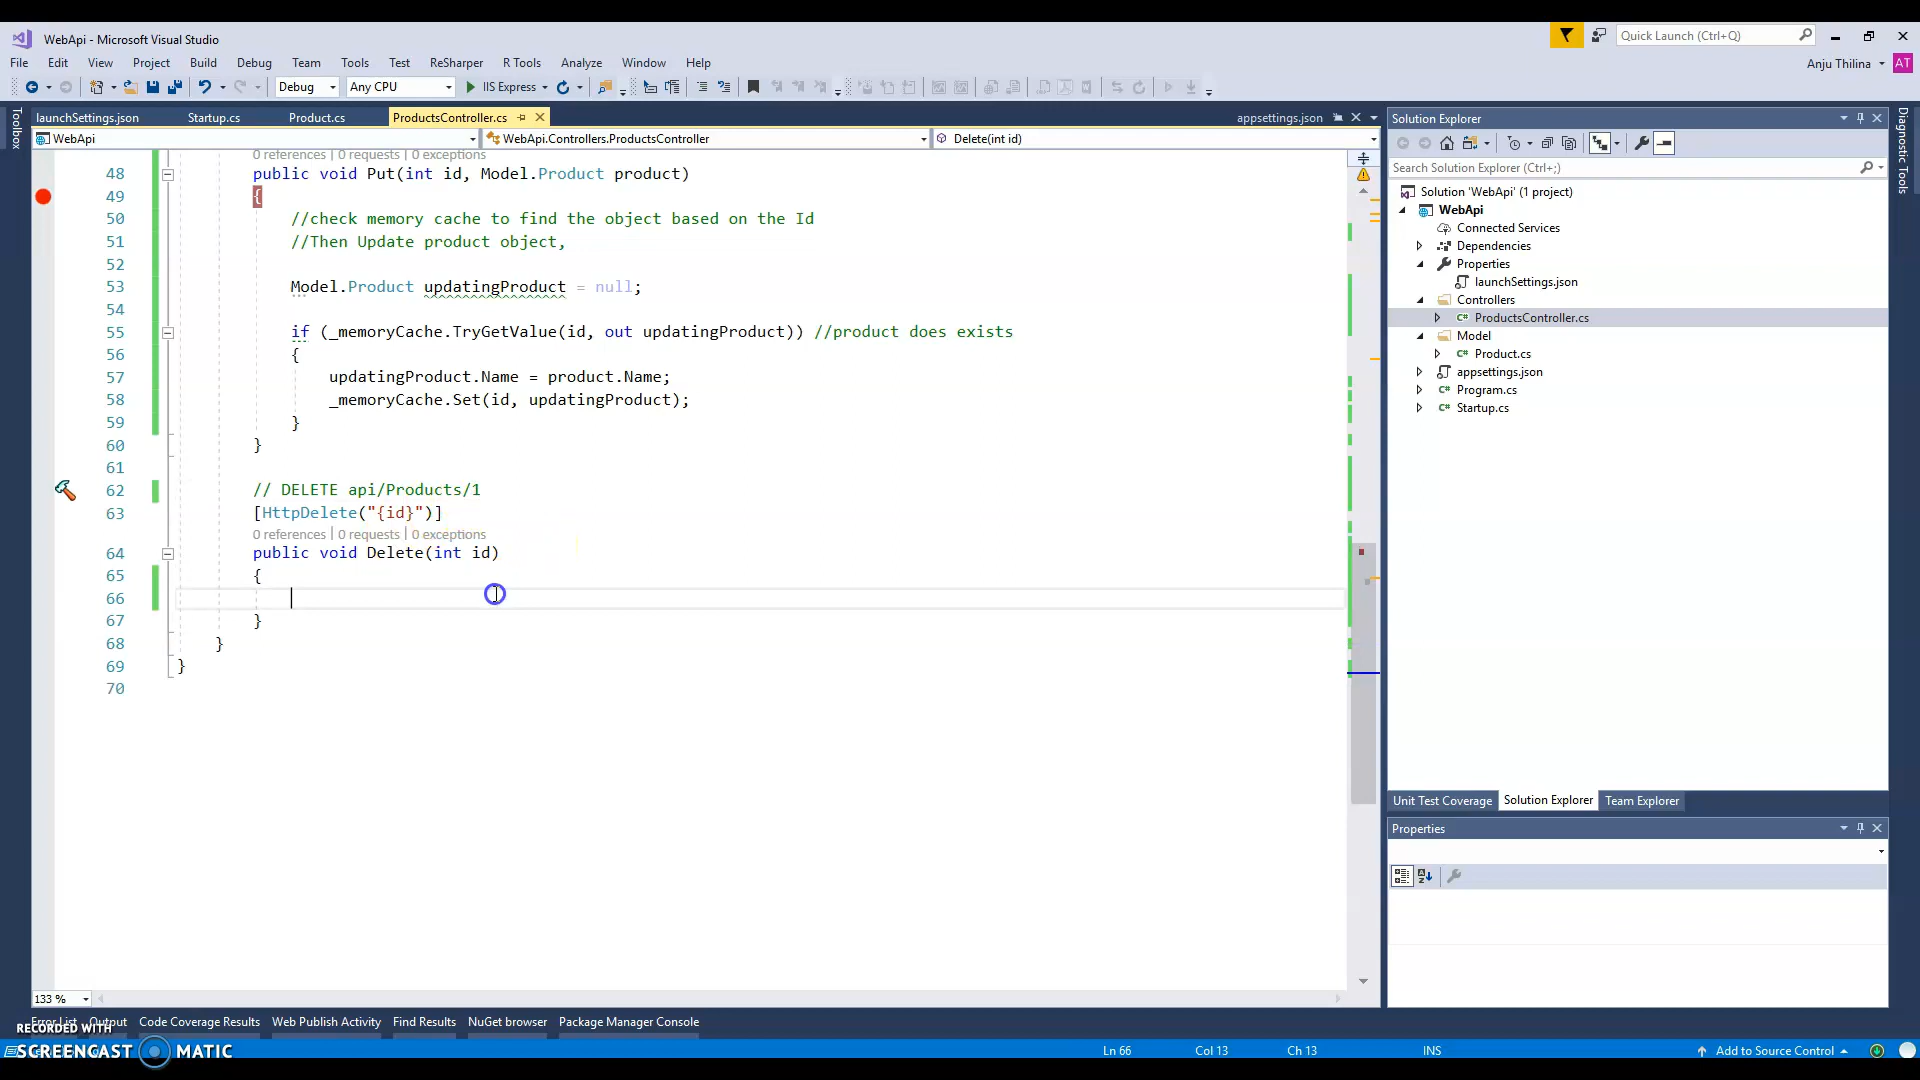 WebApi - Microsoft Visual Studio
Quick Launch (Ctrl+Q)
File Edit View Project Build Debug Team Tools Test ReSharper R Tools Analyze Window Help
Anju Thilina AT
Debug Any CPU IIS Express
launchSettings.json Startup.cs Product.cs ProductsController.cs appsettings.json
WebApi WebApi.Controllers.ProductsController Delete(int id)
0 references | 0 requests | 0 exceptions
48 public void Put(int id, Model.Product product)
49 {
50 //check memory cache to find the object based on the Id
51 //Then Update product object,
52
53 Model.Product updatingProduct = null;
54
55 if (_memoryCache.TryGetValue(id, out updatingProduct)) //product does exists
56 {
57 updatingProduct.Name = product.Name;
58 _memoryCache.Set(id, updatingProduct);
59 }
60 }
61
62 // DELETE api/Products/1
63 [HttpDelete("{id}")]
0 references | 0 requests | 0 exceptions
64 public void Delete(int id)
65 {
66
67 }
68 }
69 }
70
133 %
Toolbox
Solution Explorer
Search Solution Explorer (Ctrl+;)
Solution 'WebApi' (1 project)
WebApi
Connected Services
Dependencies
Properties
launchSettings.json
Controllers
C# ProductsController.cs
Model
C# Product.cs
appsettings.json
C# Program.cs
C# Startup.cs
Unit Test Coverage Solution Explorer Team Explorer
Properties
Diagnostic Tools
Error List Output Code Coverage Results Web Publish Activity Find Results NuGet browser Package Manager Console
RECORDED WITH
SCREENCAST MATIC
Ln 66 Col 13 Ch 13 INS Add to Source Control